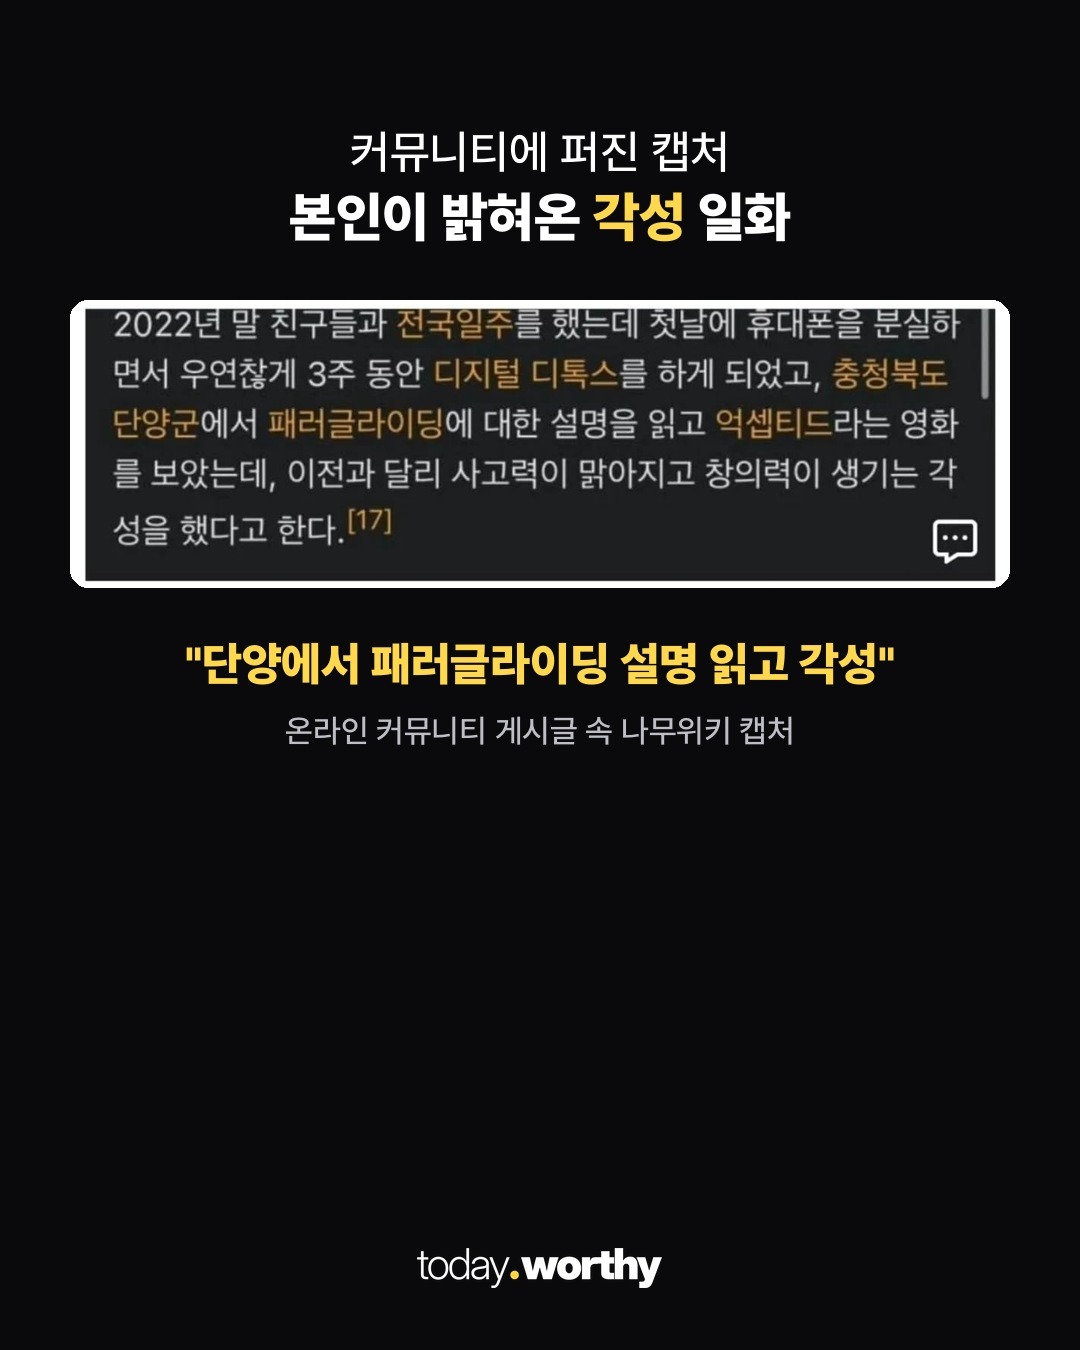 커뮤니티에 퍼진 캡처
본인이 밝혀온 각성 일화
2022년 말 친구들과 전국일주를 했는데 첫날에 휴대폰을 분실하
면서 우연찮게 3주 동안 디지털 디톡스를 하게 되었고, 충청북도
단양군에서 패러글라이딩에 대한 설명을 읽고 억셉티드라는 영화
를 보았는데, 이전과 달리 사고력이 맑아지고 창의력이 생기는 각
성을 했다고 한다.[17]
"단양에서 패러글라이딩 설명 읽고 각성"
온라인 커뮤니티 게시글 속 나무위키 캡처
today.worthy